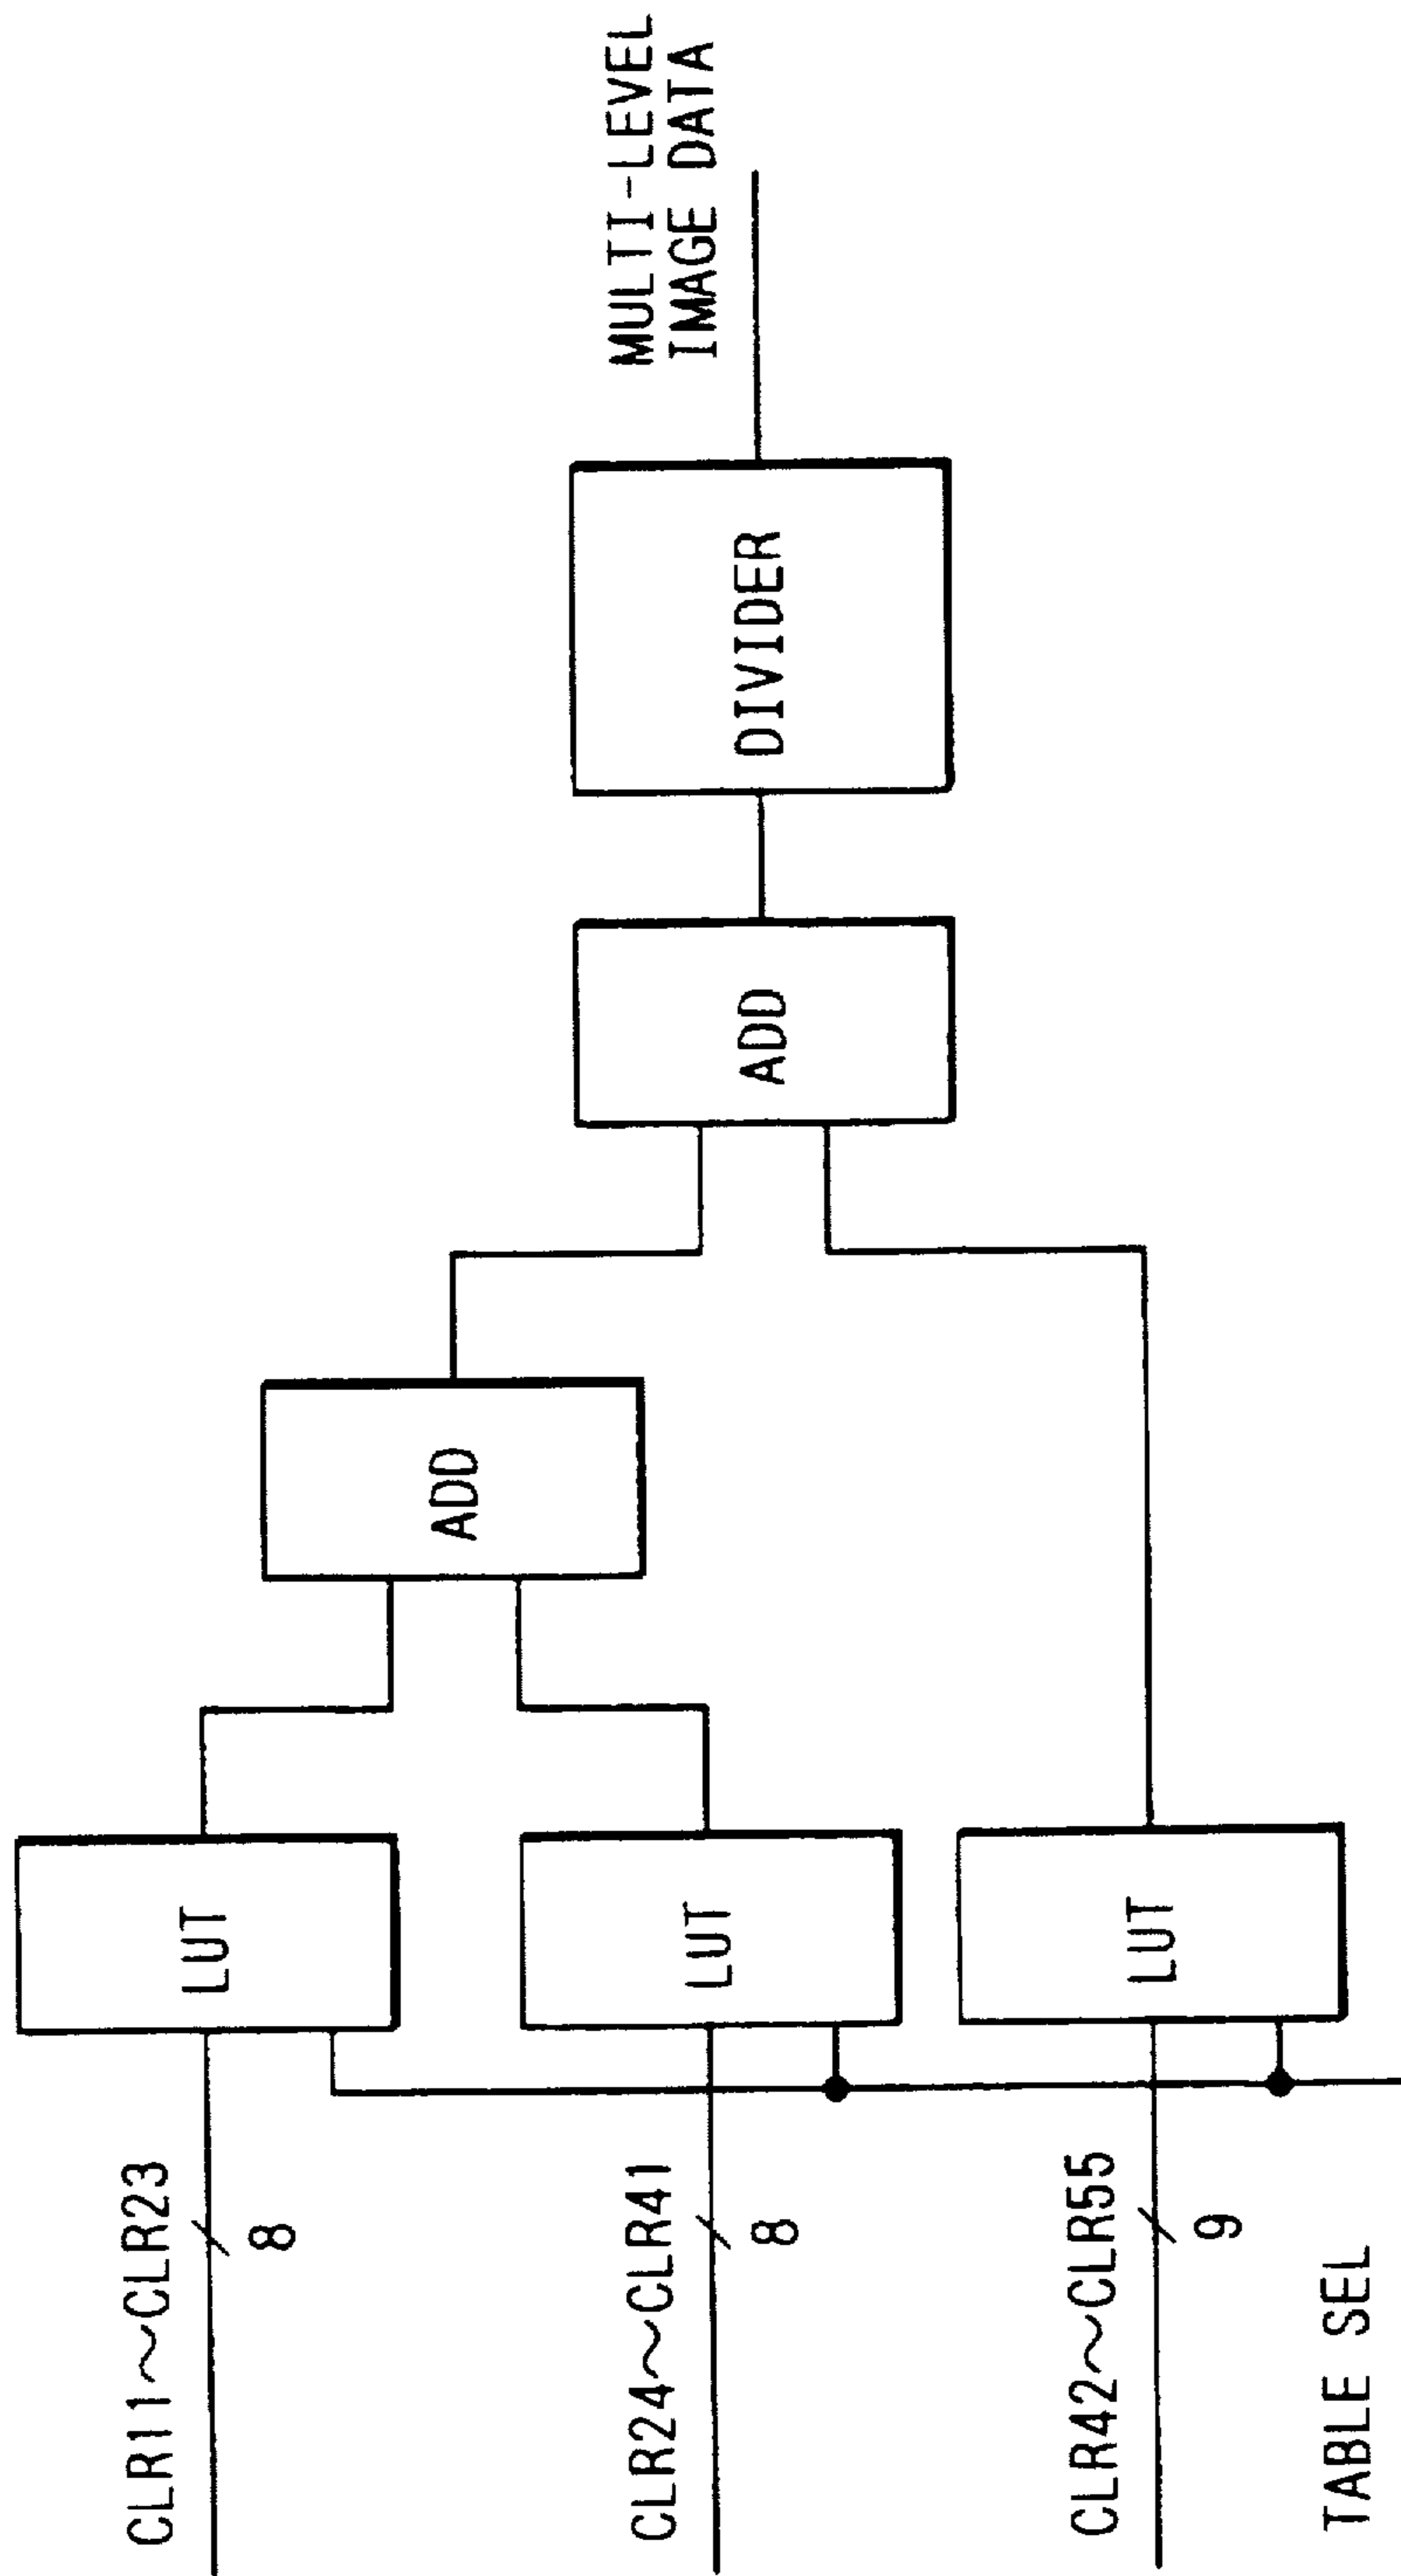 CLR11~CLR23
8
LUT
CLR24~CLR41
8
LUT
ADD
CLR42~CLR55
9
LUT
ADD
DIVIDER
MULTI-LEVEL
IMAGE DATA
TABLE SEL